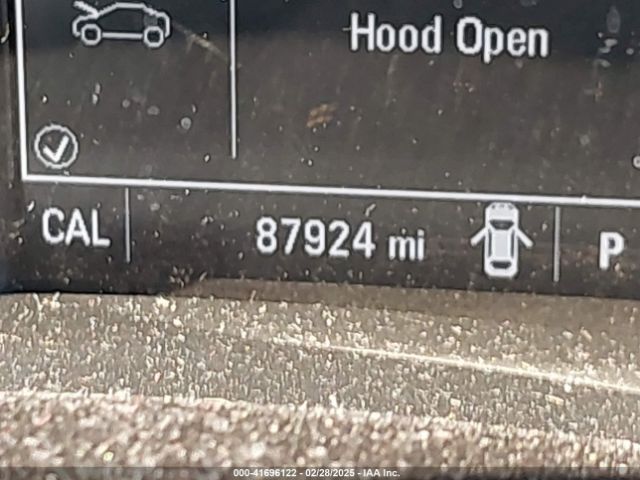 Hood Open
CAL 87924 mi P
000-41696122 - 02/28/2025 - IAA Inc.